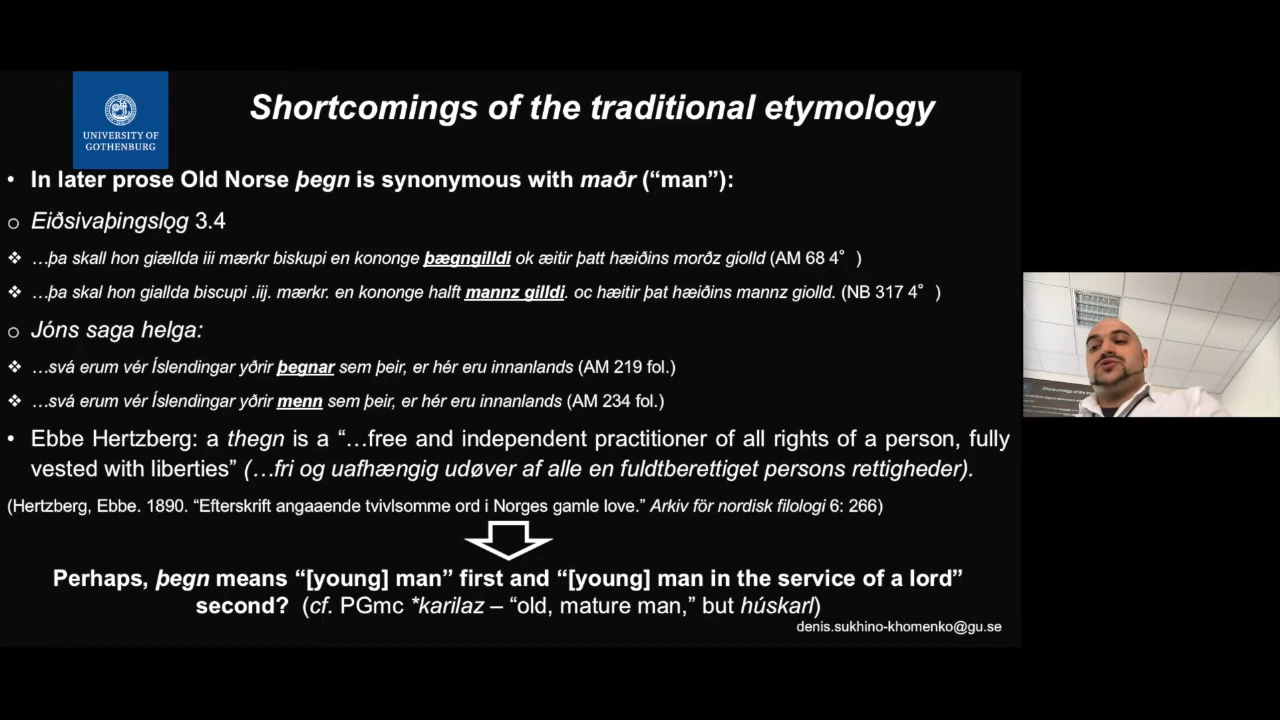 UNIVERSITY OF
GOTHENBURG
Shortcomings of the traditional etymology
• In later prose Old Norse þegn is synonymous with maðr (“man”):
o Eiðsivaþingslǫg 3.4
❖ …þa skall hon giællda iii mærkr biskupi en kononge þægngilldi ok æitir þatt hæiðins morðz giolld (AM 68 4° )
❖ …þa skal hon giallda biscupi .iij. mærkr. en kononge halft mannz gilldi. oc hæitir þat hæiðins mannz giolld. (NB 317 4° )
o Jóns saga helga:
❖ …svá erum vér Íslendingar yðrir þegnar sem þeir, er hér eru innanlands (AM 219 fol.)
❖ …svá erum vér Íslendingar yðrir menn sem þeir, er hér eru innanlands (AM 234 fol.)
• Ebbe Hertzberg: a thegn is a “…free and independent practitioner of all rights of a person, fully
vested with liberties” (…fri og uafhængig udøver af alle en fuldtberettiget persons rettigheder).
(Hertzberg, Ebbe. 1890. “Efterskrift angaaende tvivlsomme ord i Norges gamle love.” Arkiv för nordisk filologi 6: 266)
Perhaps, þegn means “[young] man” first and “[young] man in the service of a lord”
second? (cf. PGmc *karilaz – “old, mature man,” but húskarl)
denis.sukhino-khomenko@gu.se